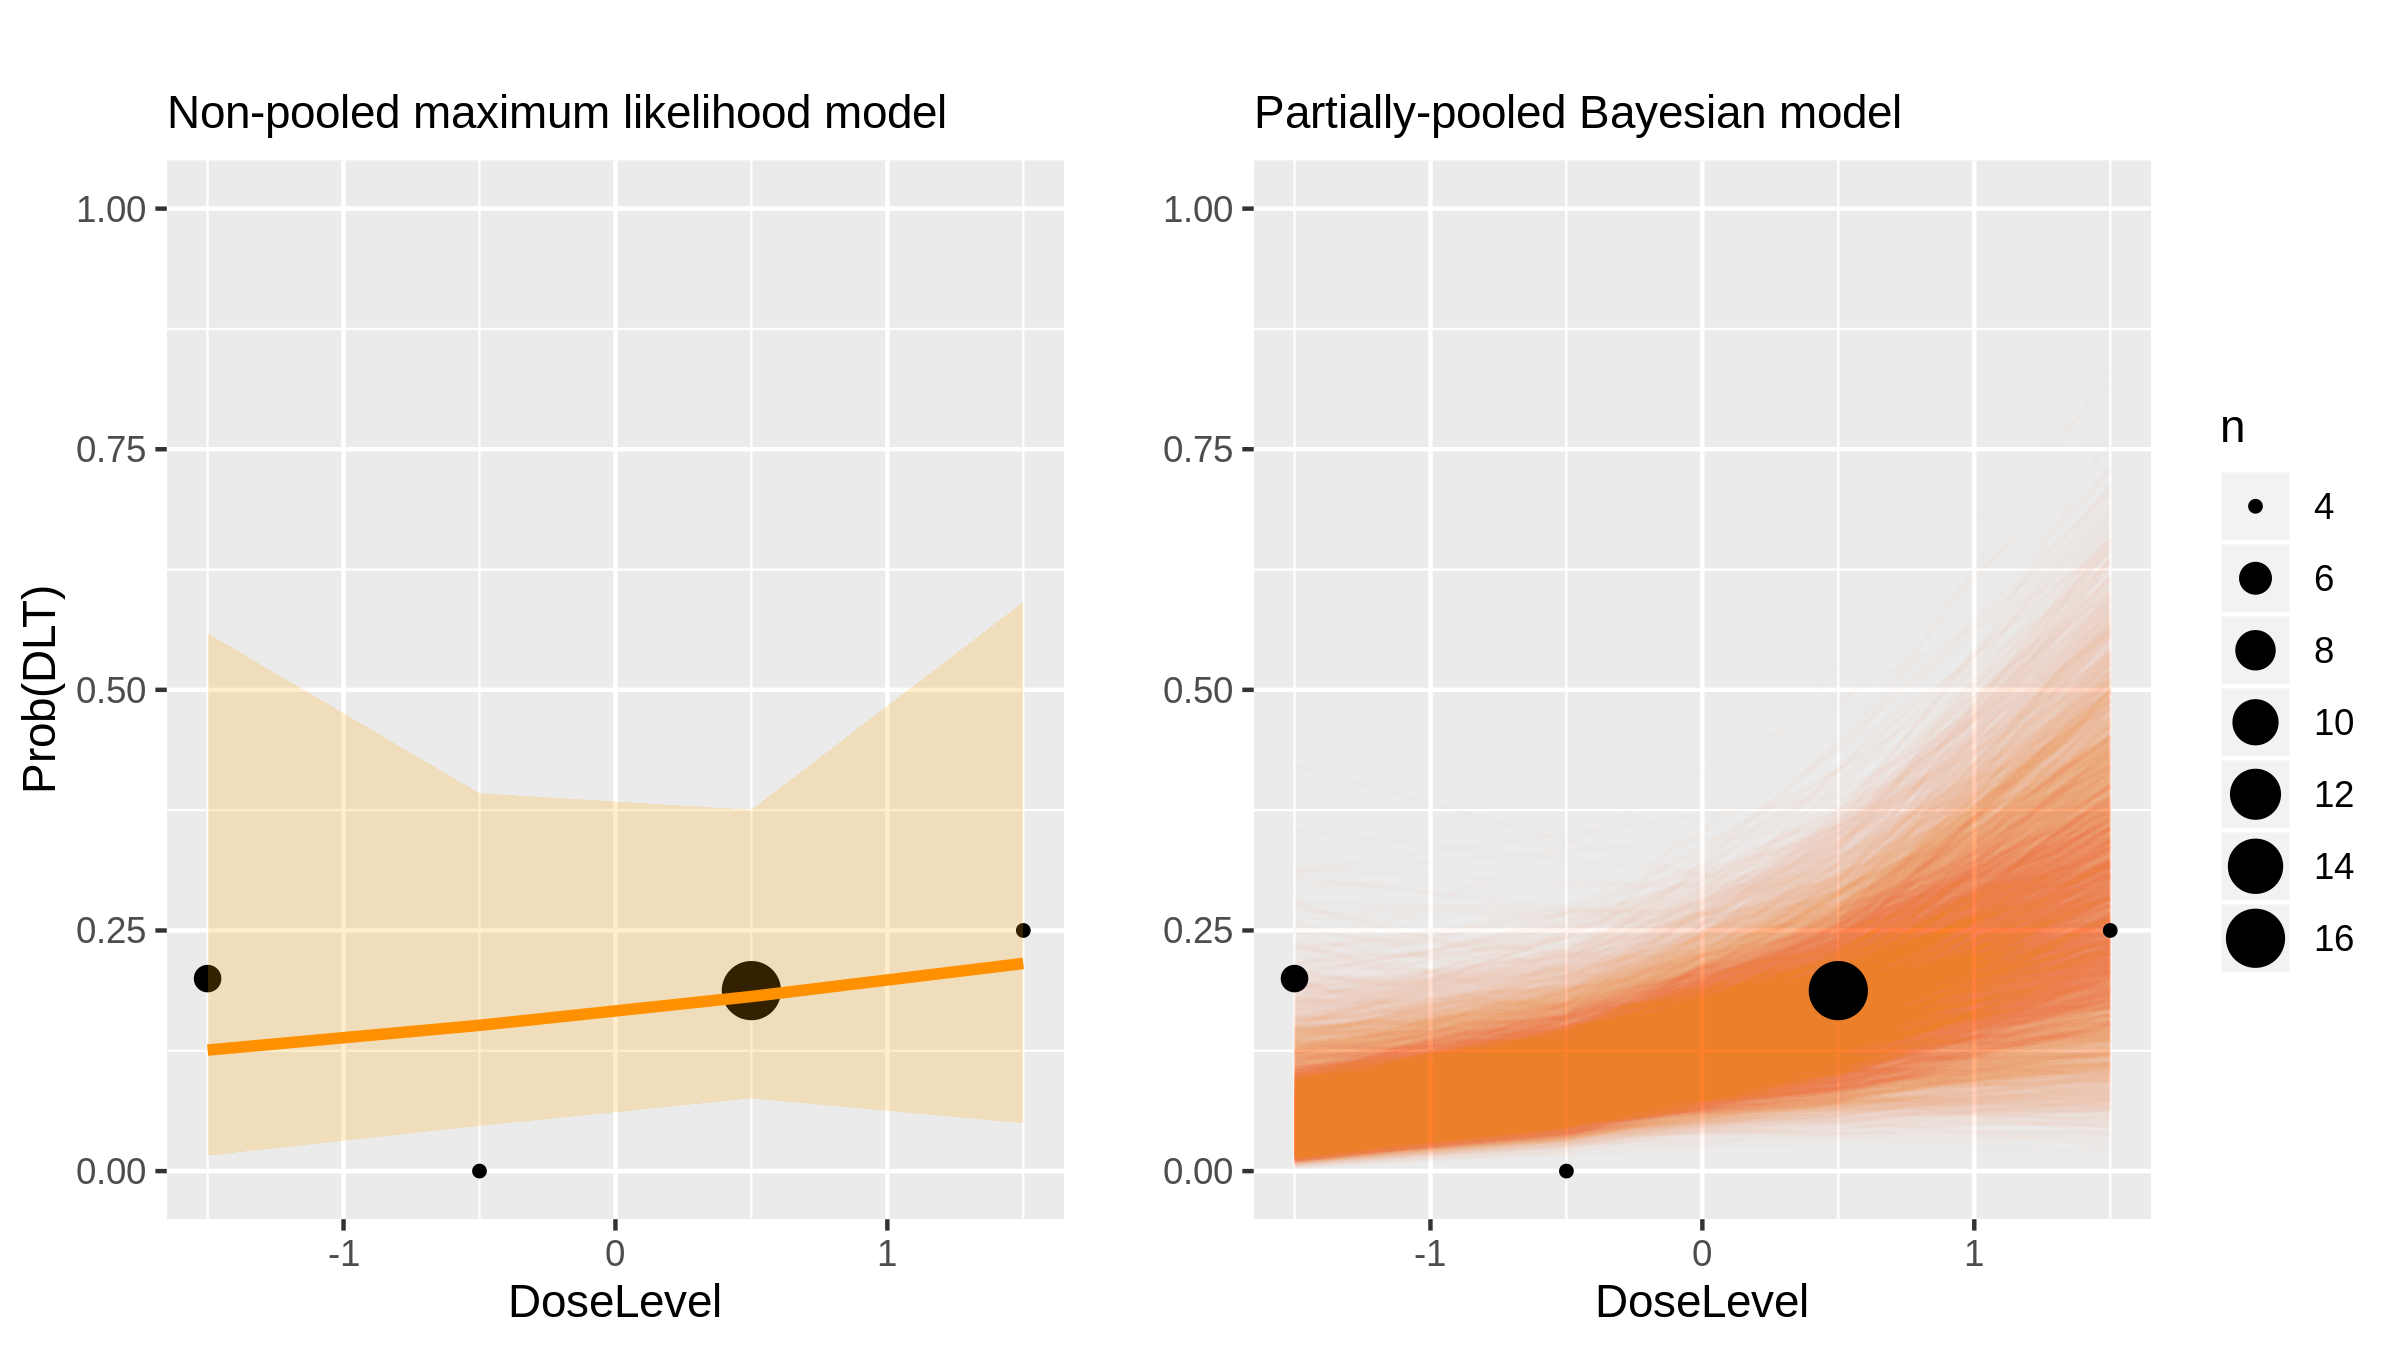 Non-pooled maximum likelihood model
Prob(DLT)
1.00
0.75
0.50
0.25
0.00
-1 0 1
DoseLevel
Partially-pooled Bayesian model
1.00
0.75
0.50
0.25
0.00
-1 0 1
DoseLevel
n
4
6
8
10
12
14
16